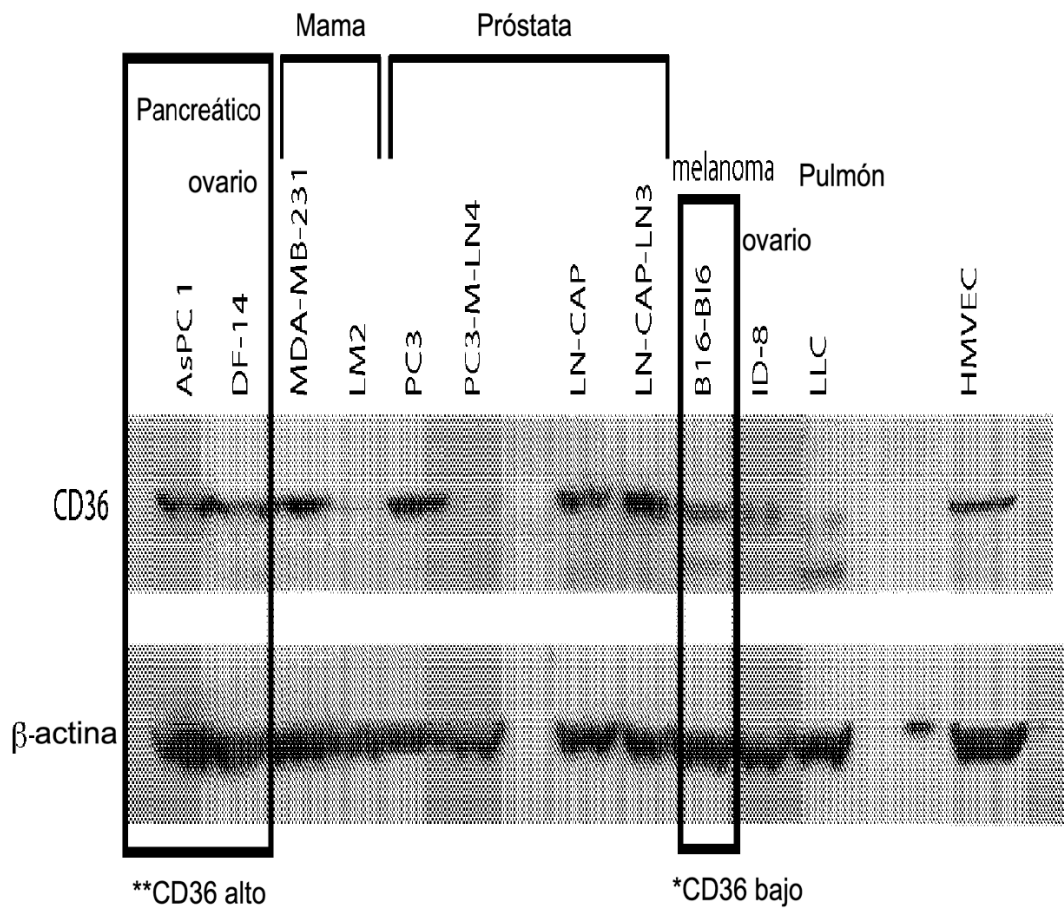 Mama
Próstata
Pancreático
ovario
melanoma
Pulmón
ovario
AsPC 1
DF-14
MDA-MB-231
LM2
PC3
PC3-M-LN4
LN-CAP
LN-CAP-LN3
B16-BI6
ID-8
LLC
HMVEC
CD36
β-actina
**CD36 alto
*CD36 bajo